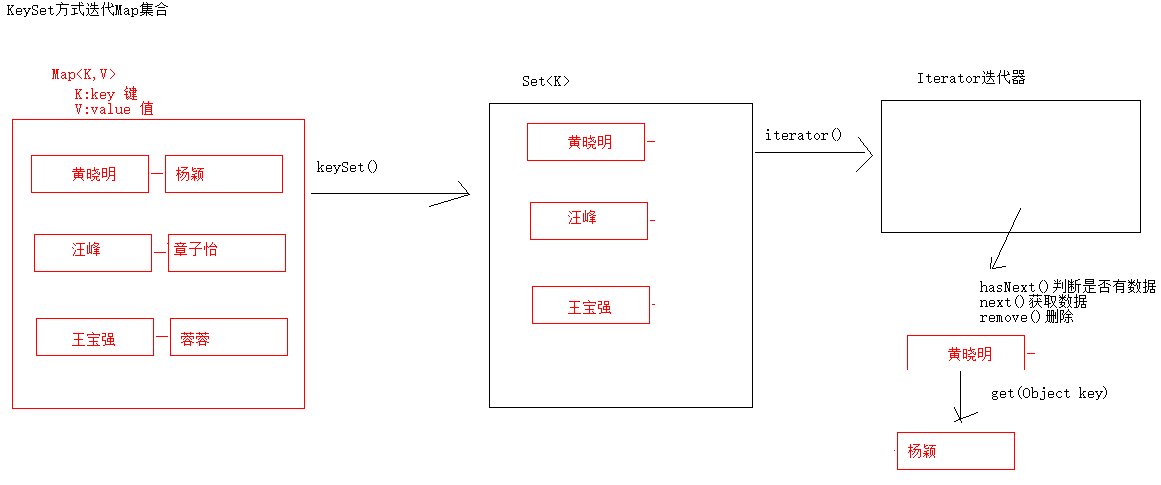 KeySet方式迭代Map集合
Map<K,V>
K:key 键
V:value 值
黄晓明
杨颖
汪峰
章子怡
王宝强
蓉蓉
keySet()
Set<K>
黄晓明
汪峰
王宝强
iterator()
Iterator迭代器
hasNext()判断是否有数据
next()获取数据
remove()删除
黄晓明
get(Object key)
杨颖